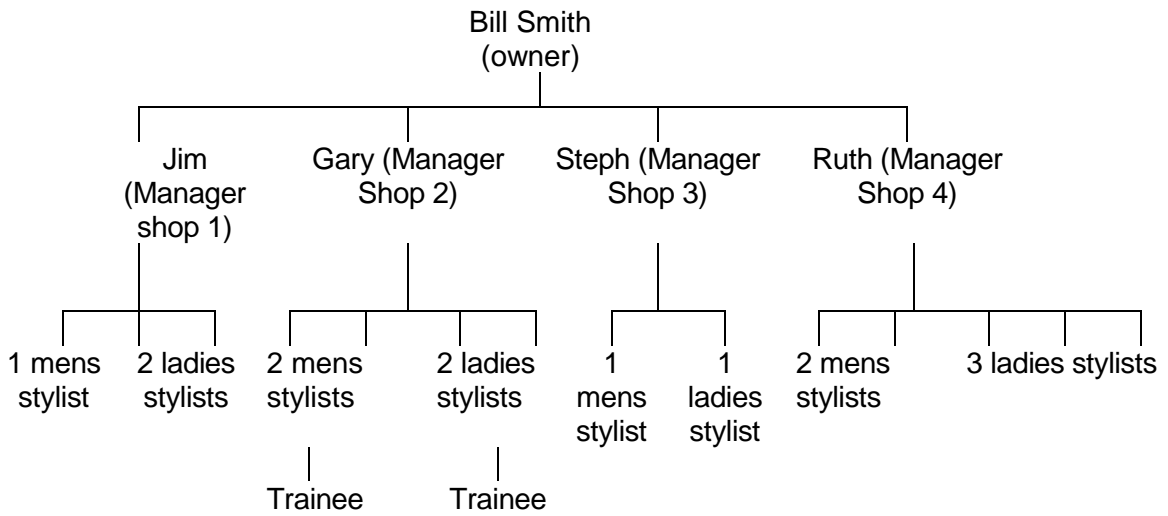 Bill Smith
(owner)
Jim
(Manager
shop 1)
Gary (Manager
Shop 2)
Steph (Manager
Shop 3)
Ruth (Manager
Shop 4)
1 mens
stylist
2 ladies
stylists
2 mens
stylists
2 ladies
stylists
1
mens
stylist
1
ladies
stylist
2 mens
stylists
3 ladies stylists
Trainee
Trainee